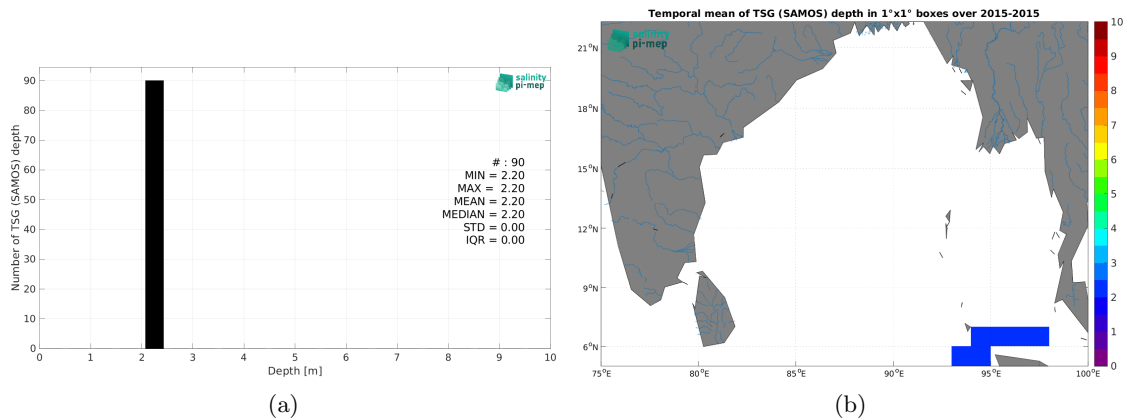 salinity
pi-mep
90
80
70
60
50
40
30
20
10
0
Number of TSG (SAMOS) depth
# : 90
MIN = 2.20
MAX = 2.20
MEAN = 2.20
MEDIAN = 2.20
STD = 0.00
IQR = 0.00
0 1 2 3 4 5 6 7 8 9 10
Depth [m]
(a)
Temporal mean of TSG (SAMOS) depth in 1°x1° boxes over 2015-2015
salinity
pi-mep
21°N
18°N
15°N
12°N
9°N
6°N
75°E 80°E 85°E 90°E 95°E 100°E
10
9
8
7
6
5
4
3
2
1
0
(b)